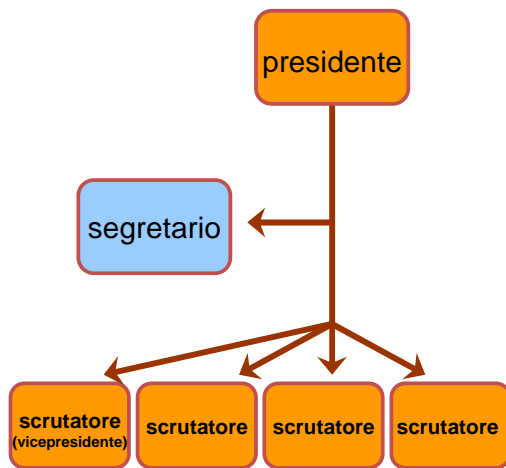 presidente
segretario
scrutatore
(vicepresidente)
scrutatore
scrutatore
scrutatore